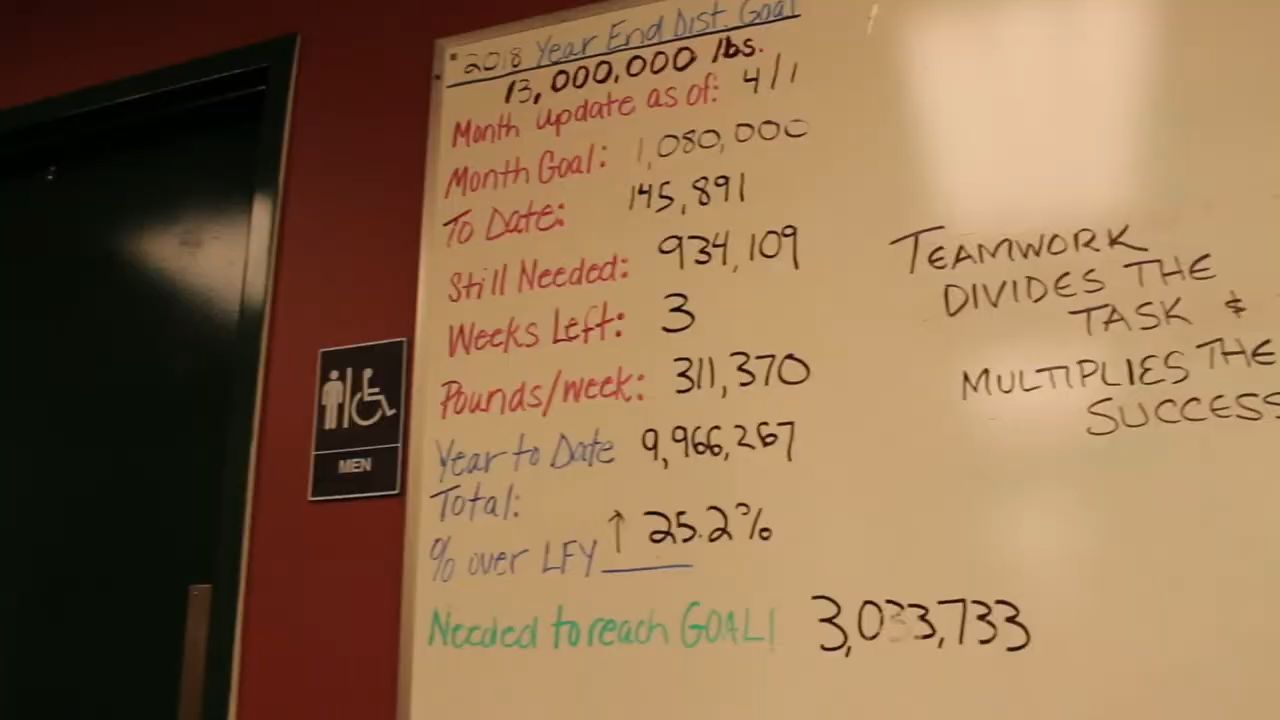 2018 Year End Dist. Goal
13,000,000 lbs.
Month update as of: 4/1
Month Goal: 1,080,000
To Date: 145,891
Still Needed: 934,109
Weeks Left: 3
Pounds/week: 311,370
Year to Date 9,966,267
Total:
% over LFY ↑ 25.2%
Needed to reach GOAL! 3,033,733
TEAMWORK
DIVIDES THE
TASK &
MULTIPLIES THE
SUCCESS
MEN